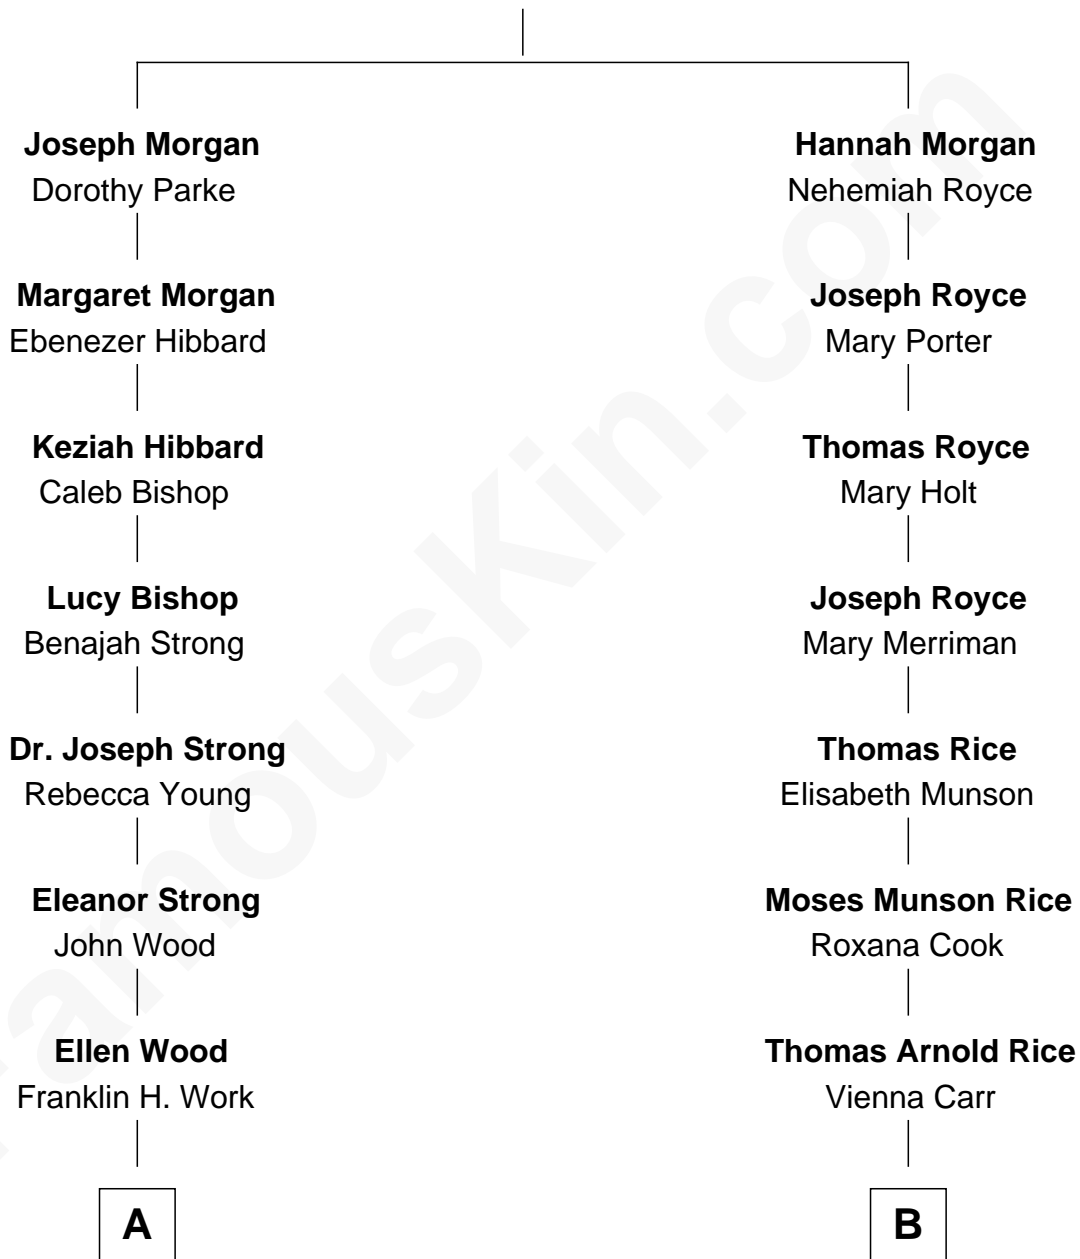 Joseph Morgan
Dorothy Parke
Margaret Morgan
Ebenezer Hibbard
Keziah Hibbard
Caleb Bishop
Lucy Bishop
Benajah Strong
Dr. Joseph Strong
Rebecca Young
Eleanor Strong
John Wood
Ellen Wood
Franklin H. Work
A
Hannah Morgan
Nehemiah Royce
Joseph Royce
Mary Porter
Thomas Royce
Mary Holt
Joseph Royce
Mary Merriman
Thomas Rice
Elisabeth Munson
Moses Munson Rice
Roxana Cook
Thomas Arnold Rice
Vienna Carr
B
FamousKin.com